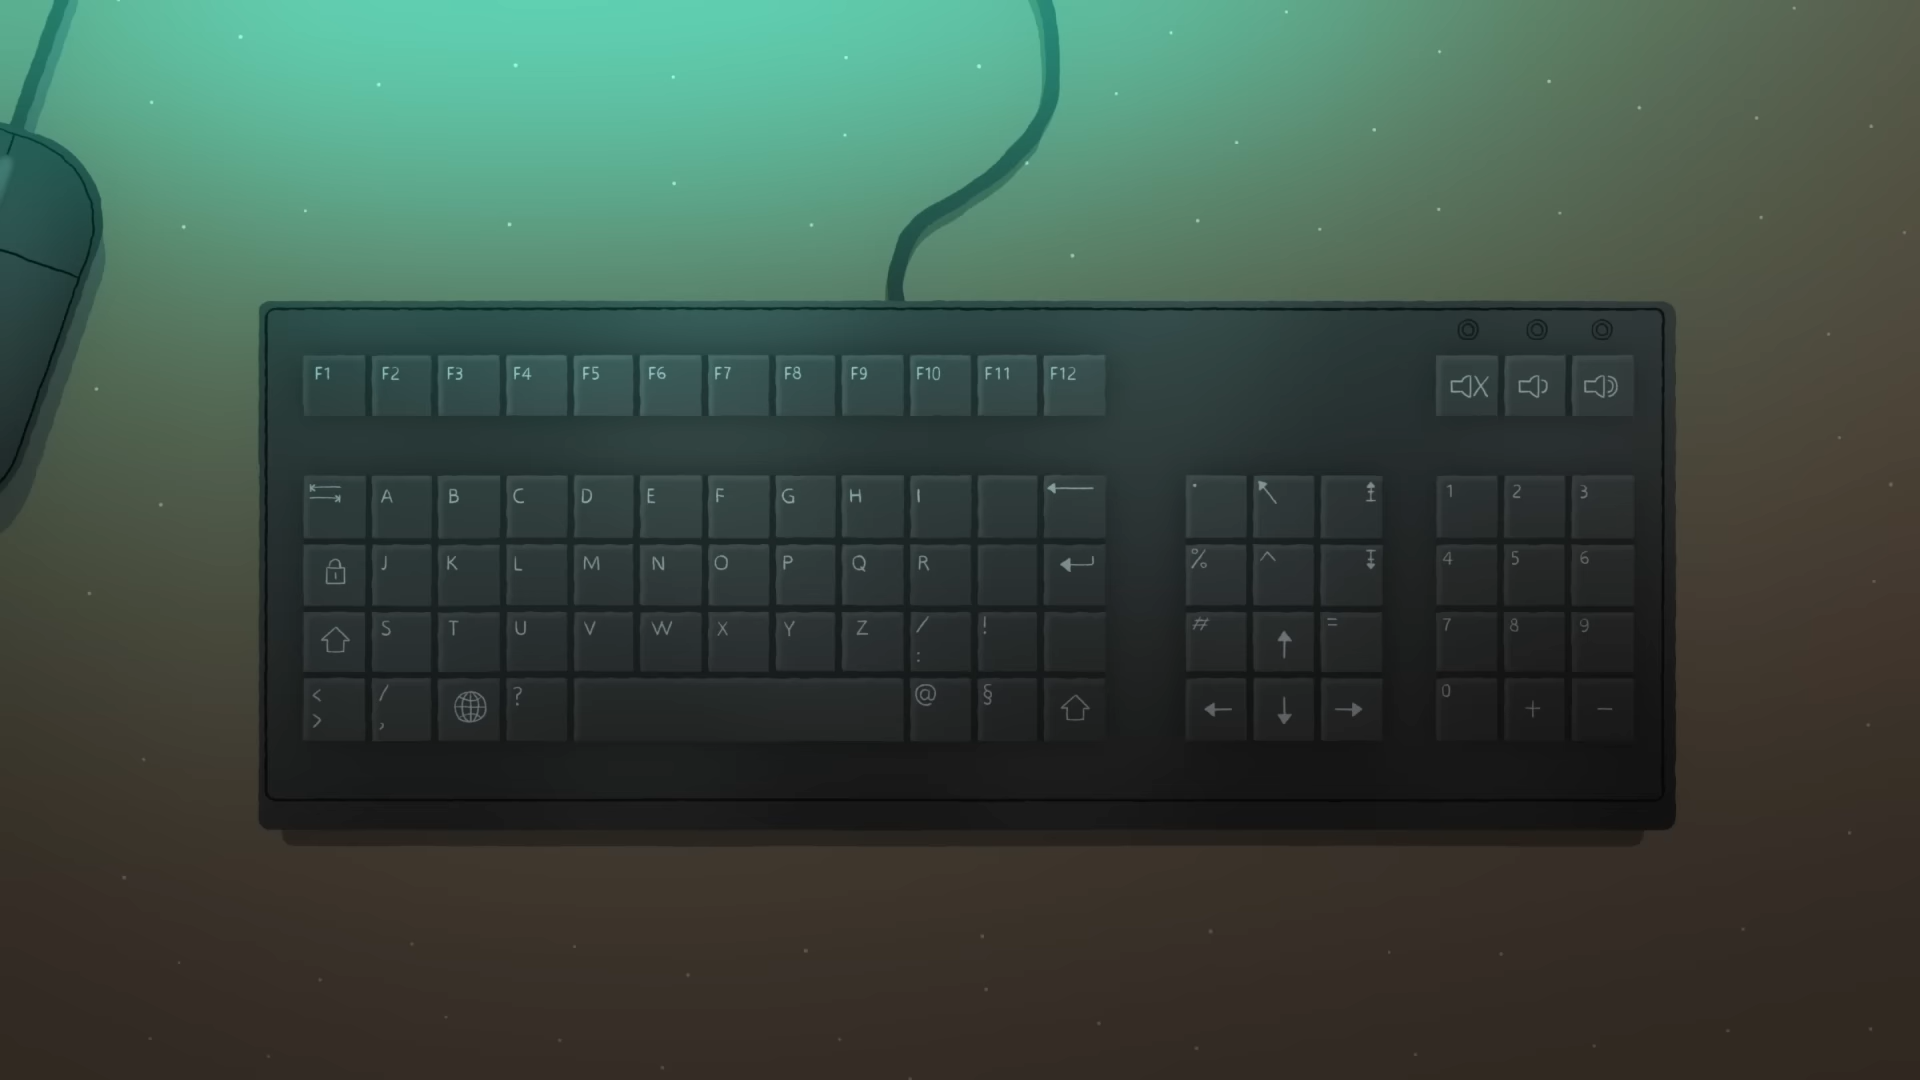 F1 F2 F3 F4 F5 F6 F7 F8 F9 F10 F11 F12
A B C D E F G H I . 1 2 3
J K L M N O P Q R % ^ 4 5 6
S T U V W X Y Z / : ! # = 7 8 9
< > / , ? @ § 0 + −